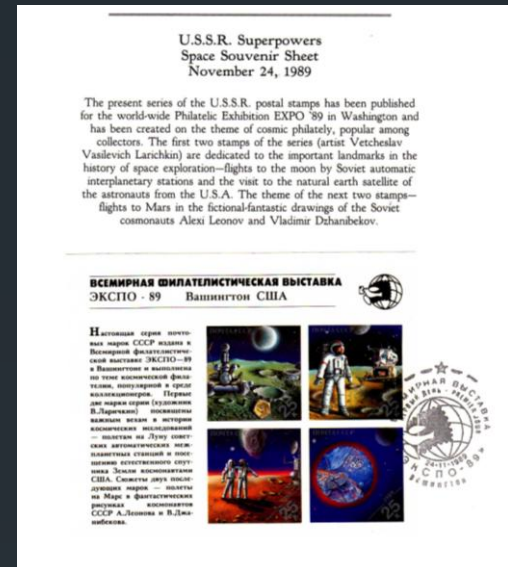 U.S.S.R. Superpowers
Space Souvenir Sheet
November 24, 1989
The present series of the U.S.S.R. postal stamps has been published
for the world-wide Philatelic Exhibition EXPO '89 in Washington and
has been created on the theme of cosmic philately, popular among
collectors. The first two stamps of the series (artist Vetcheslav
Vasilevich Larichkin) are dedicated to the important landmarks in the
history of space exploration—flights to the moon by Soviet automatic
interplanetary stations and the visit to the natural earth satellite of
the astronauts from the U.S.A. The theme of the next two stamps—
flights to Mars in the fictional-fantastic drawings of the Soviet
cosmonauts Alexi Leonov and Vladimir Dzhanibekov.
ВСЕМИРНАЯ ФИЛАТЕЛИСТИЧЕСКАЯ ВЫСТАВКА
ЭКСПО - 89 Вашингтон США
Настоящая серия почто-
вых марок СССР издана к
Всемирной филателистиче-
ской выставке ЭКСПО—89
в Вашингтоне и выполнена
по теме космической фила-
телии, популярной в среде
коллекционеров. Первые
две марки серии (художник
В.Ларичкин) посвящены
важным вехам в истории
космических исследований
— полетам на Луну совет-
ских автоматических меж-
планетных станций и посе-
щению естественного спут-
ника Земли космонавтами
США. Сюжеты двух после-
дующих марок — полеты
на Марс в фантастических
рисунках космонавтов
СССР А.Леонова и В.Джа-
нибекова.
25
25
ВЫСТАВКА
24·11·1989
ЭКСПО'89»
Вашингтон